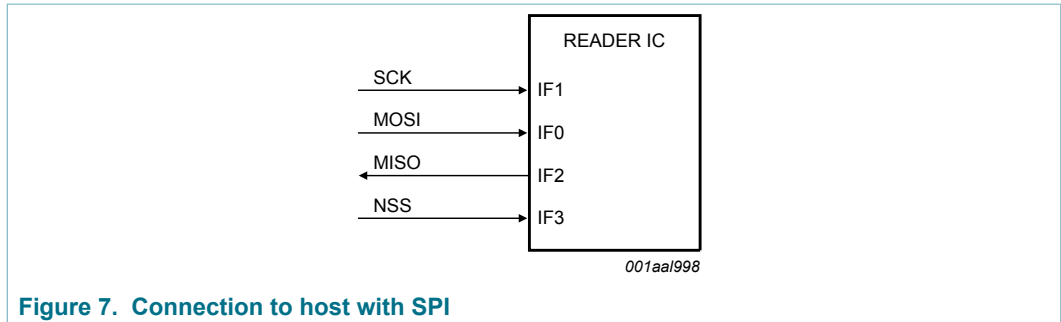 READER IC
SCK
IF1
MOSI
IF0
MISO
IF2
NSS
IF3
001aal998
Figure 7. Connection to host with SPI